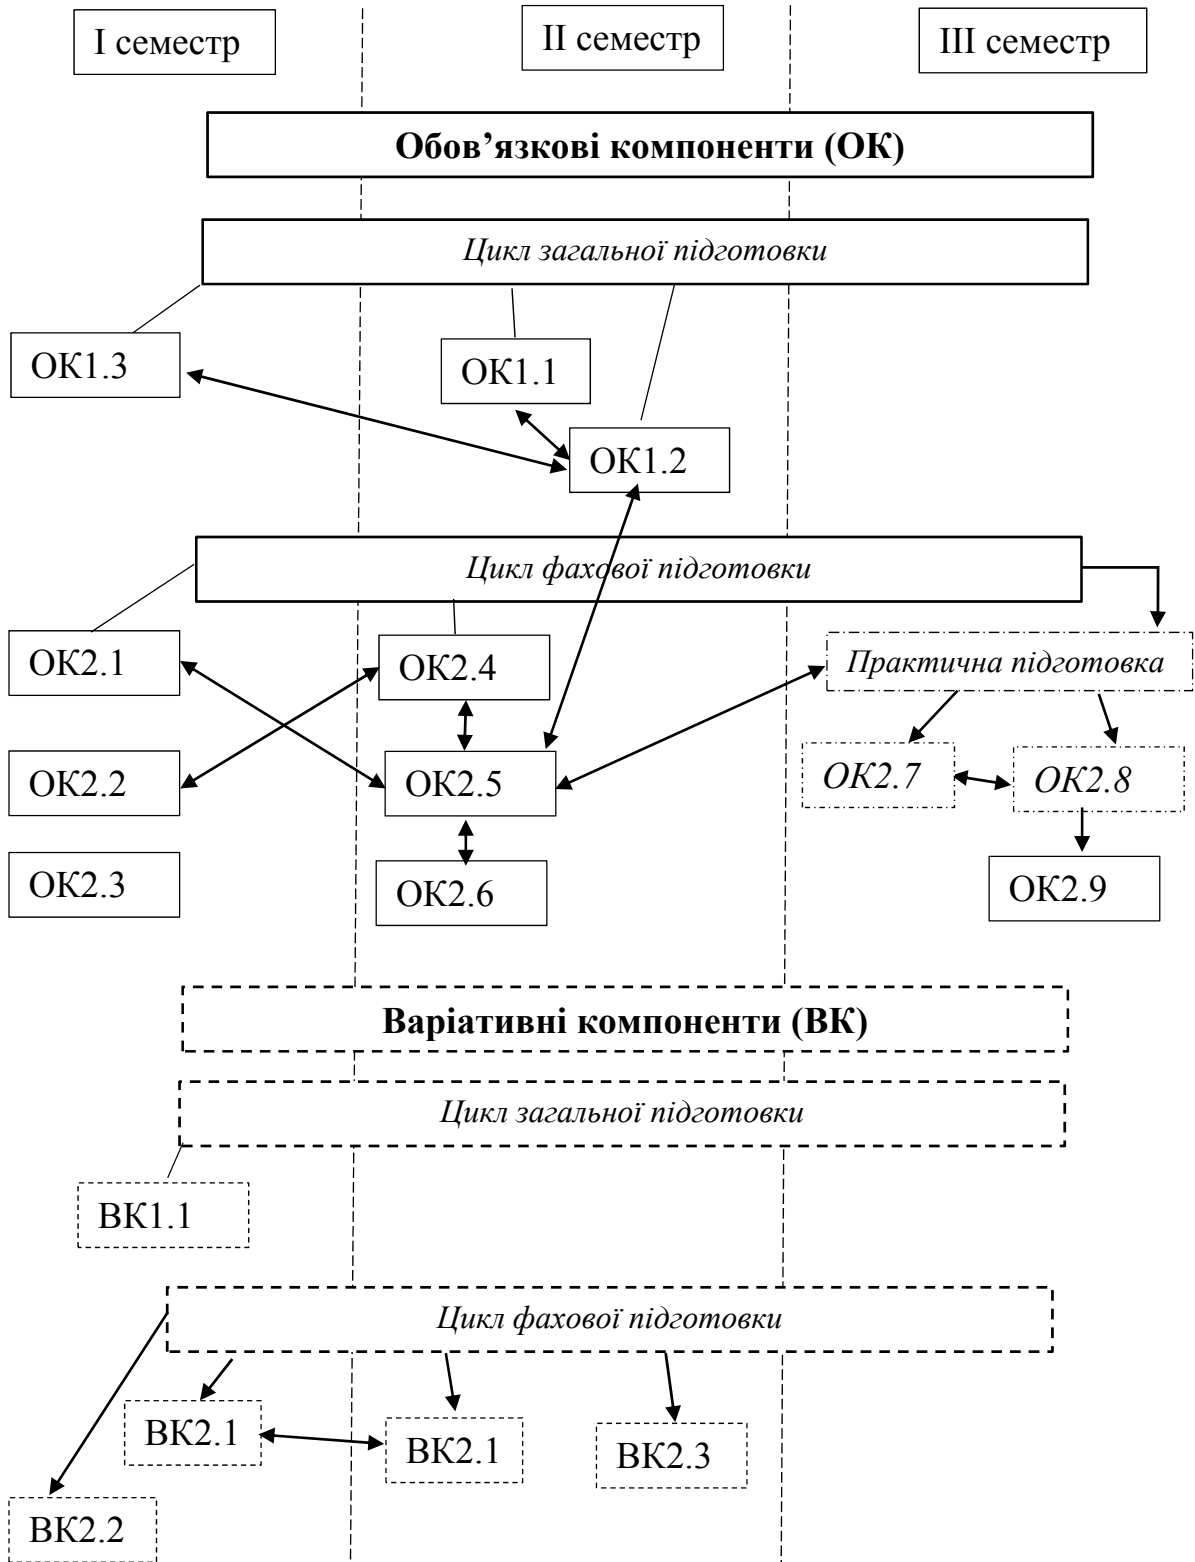 І семестр
ІІ семестр
ІІІ семестр
Обов’язкові компоненти (ОК)
Цикл загальної підготовки
ОК1.3
ОК1.1
ОК1.2
Цикл фахової підготовки
ОК2.1
ОК2.4
Практична підготовка
ОК2.2
ОК2.5
ОК2.7
ОК2.8
ОК2.3
ОК2.6
ОК2.9
Варіативні компоненти (ВК)
Цикл загальної підготовки
ВК1.1
Цикл фахової підготовки
ВК2.1
ВК2.1
ВК2.3
ВК2.2